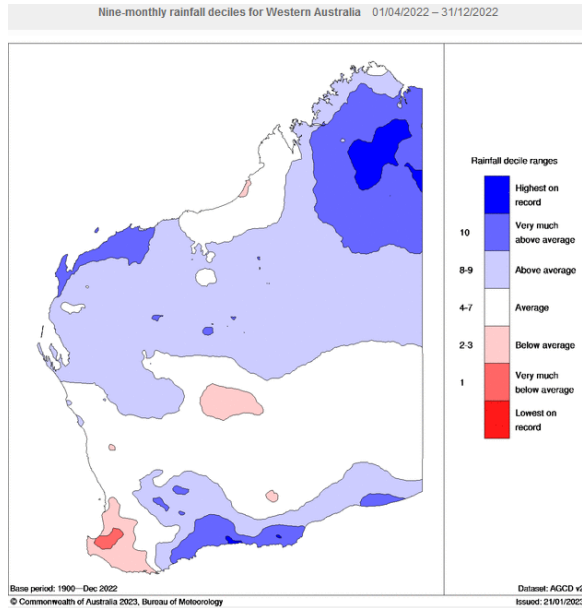 Nine-monthly rainfall deciles for Western Australia 01/04/2022 – 31/12/2022
Rainfall decile ranges
Highest on
record
10 Very much
above average
8-9 Above average
4-7 Average
2-3 Below average
1 Very much
below average
Lowest on
record
Base period: 1900—Dec 2022
Dataset: AGCD v2
© Commonwealth of Australia 2023, Bureau of Meteorology
Issued: 21/01/2023